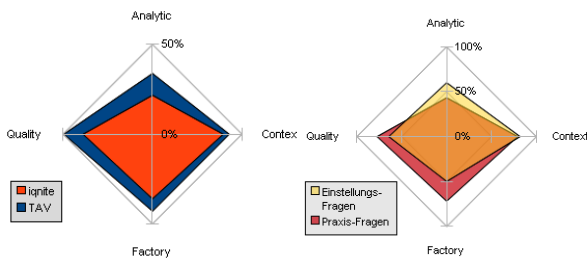 Analytic
50%
Quality
0%
Contex
iqnite
TAV
Factory
Analytic
100%
50%
Quality
0%
Context
Einstellungs-
Fragen
Praxis-Fragen
Factory